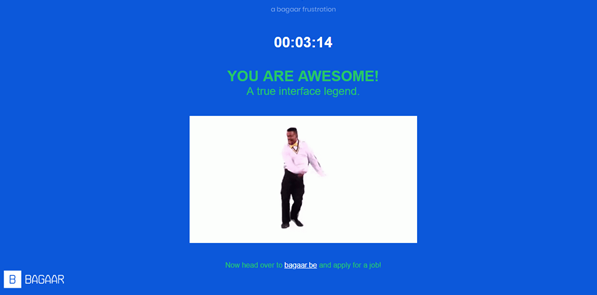 a bagaar frustration
00:03:14
YOU ARE AWESOME!
A true interface legend.
Now head over to bagaar.be and apply for a job!
B BAGAAR